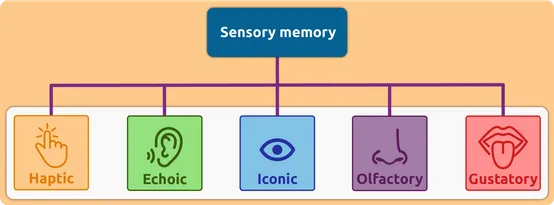 Sensory memory
Haptic
Echoic
Iconic
Olfactory
Gustatory